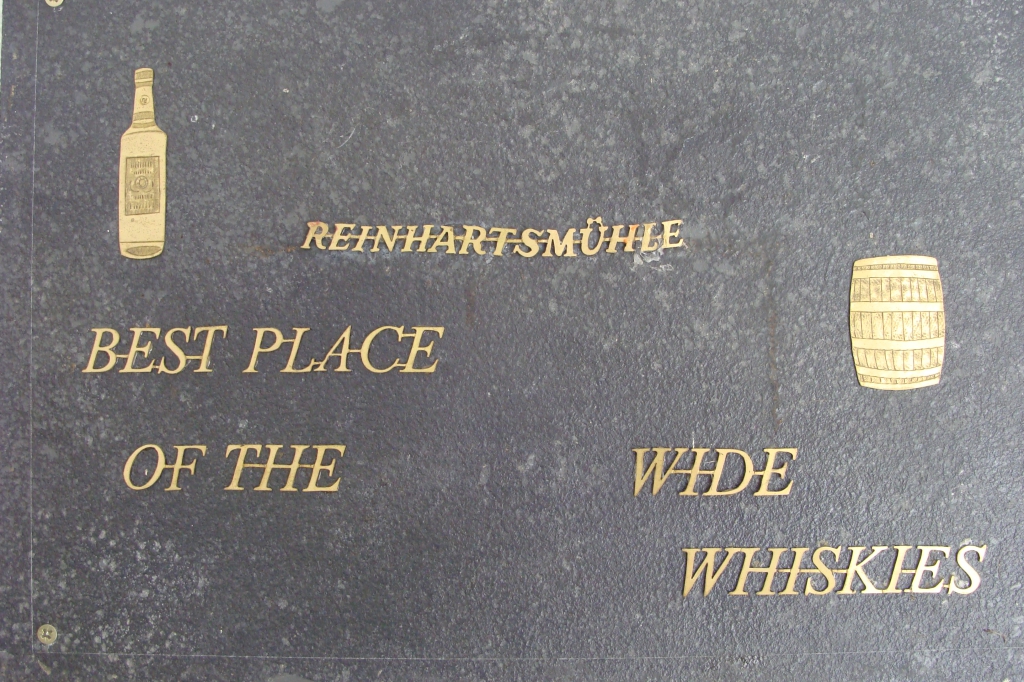 REINHARTSMÜHLE
BEST PLACE
OF THE WIDE
WHISKIES